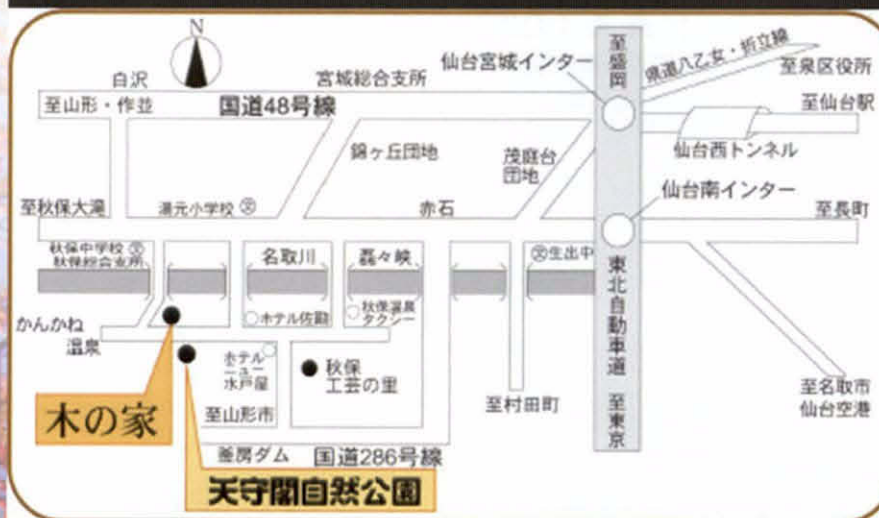 N
至盛岡
仙台宮城インター
県道八乙女・折立線
至泉区役所
白沢
宮城総合支所
至山形・作並
国道48号線
至仙台駅
錦ヶ丘団地
茂庭台
団地
仙台西トンネル
仙台南インター
至秋保大滝
湯元小学校 文
赤石
至長町
秋保中学校 文
秋保総合支所
名取川
磊々峡
文 生出中
東北自動車道
かんかね
温泉
ホテル佐勘
秋保温泉
タクシー
ホテル
ニュー
水戸屋
秋保
工芸の里
至山形市
至村田町
至東京
至名取市
仙台空港
木の家
釜房ダム
国道286号線
天守閣自然公園